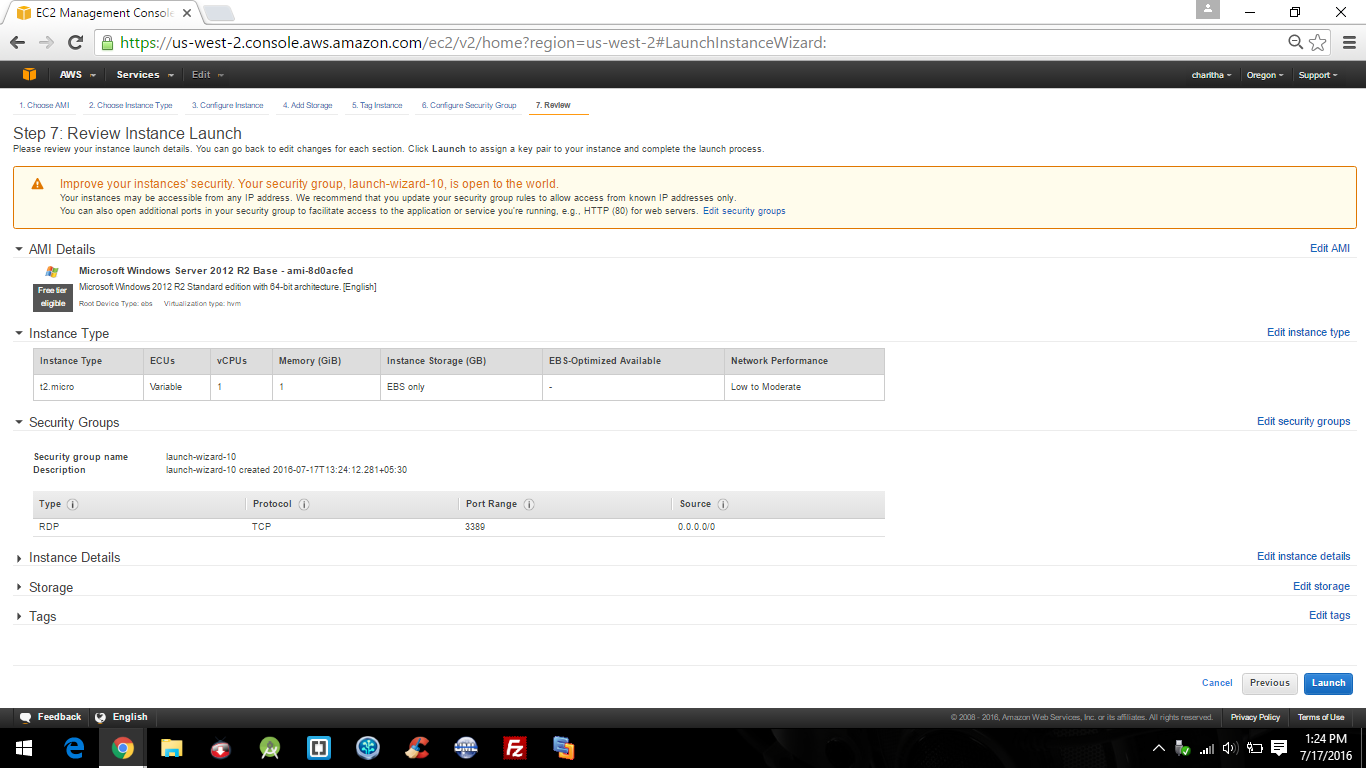 EC2 Management Console
https://us-west-2.console.aws.amazon.com/ec2/v2/home?region=us-west-2#LaunchInstanceWizard:
AWS Services Edit charitha Oregon Support
1. Choose AMI 2. Choose Instance Type 3. Configure Instance 4. Add Storage 5. Tag Instance 6. Configure Security Group 7. Review
Step 7: Review Instance Launch
Please review your instance launch details. You can go back to edit changes for each section. Click Launch to assign a key pair to your instance and complete the launch process.
Improve your instances' security. Your security group, launch-wizard-10, is open to the world.
Your instances may be accessible from any IP address. We recommend that you update your security group rules to allow access from known IP addresses only.
You can also open additional ports in your security group to facilitate access to the application or service you're running, e.g., HTTP (80) for web servers. Edit security groups
AMI Details Edit AMI
Microsoft Windows Server 2012 R2 Base - ami-8d0acfed
Free tier eligible
Microsoft Windows 2012 R2 Standard edition with 64-bit architecture. [English]
Root Device Type: ebs Virtualization type: hvm
Instance Type Edit instance type
Instance Type ECUs vCPUs Memory (GiB) Instance Storage (GB) EBS-Optimized Available Network Performance
t2.micro Variable 1 1 EBS only - Low to Moderate
Security Groups Edit security groups
Security group name launch-wizard-10
Description launch-wizard-10 created 2016-07-17T13:24:12.281+05:30
Type Protocol Port Range Source
RDP TCP 3389 0.0.0.0/0
Instance Details Edit instance details
Storage Edit storage
Tags Edit tags
Cancel Previous Launch
Feedback English © 2008 - 2016, Amazon Web Services, Inc. or its affiliates. All rights reserved. Privacy Policy Terms of Use
1:24 PM
7/17/2016